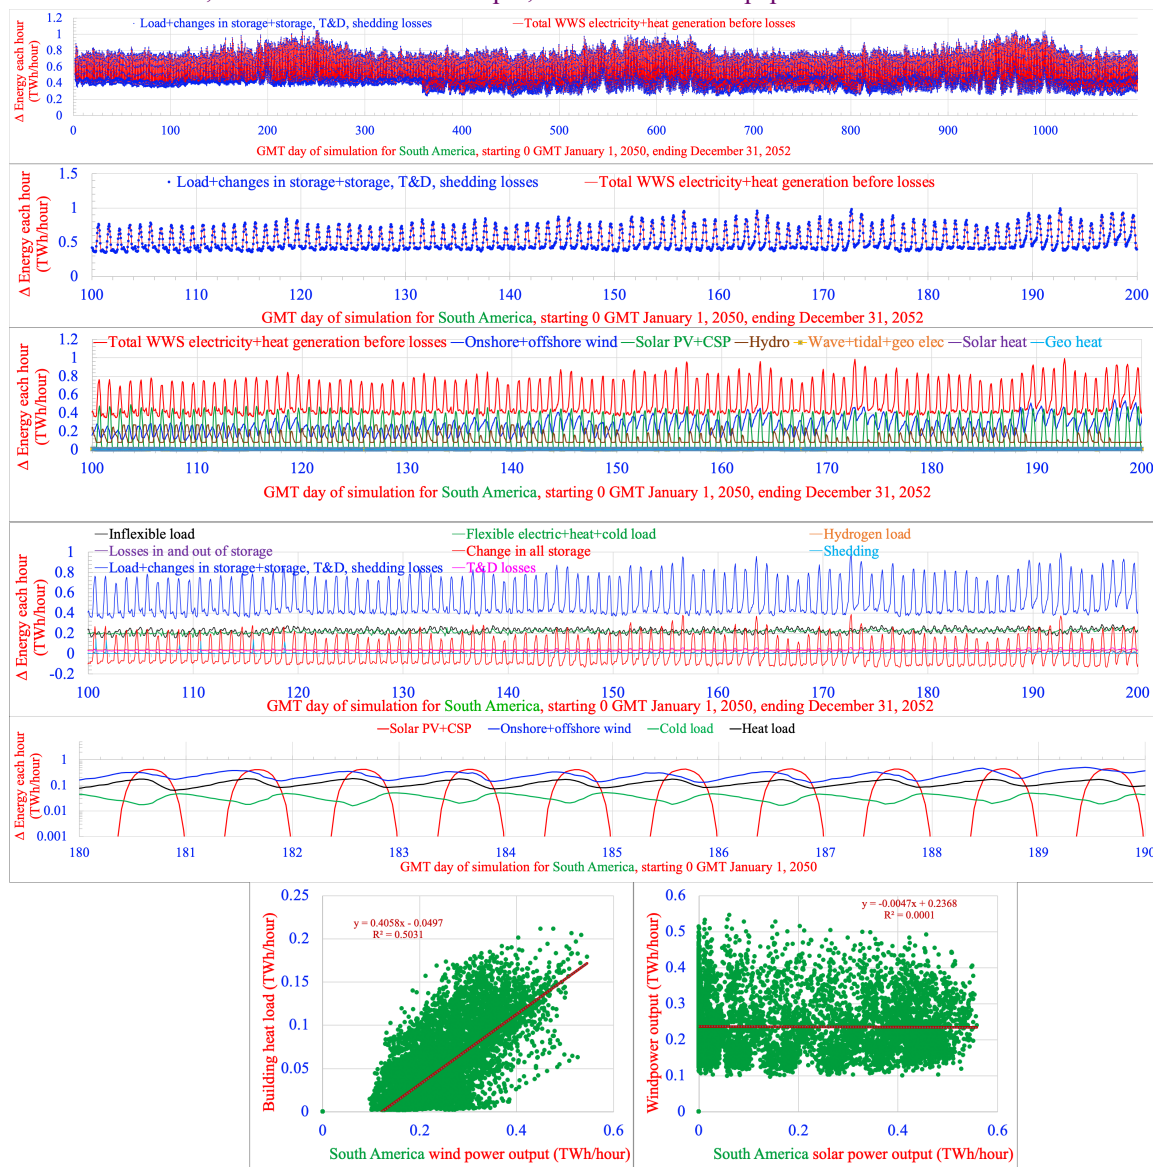 Load+changes in storage+storage, T&D, shedding losses
Total WWS electricity+heat generation before losses
Δ Energy each hour
(TWh/hour)
1.2
1
0.8
0.6
0.4
0.2
0
0 100 200 300 400 500 600 700 800 900 1000
GMT day of simulation for South America, starting 0 GMT January 1, 2050, ending December 31, 2052
Load+changes in storage+storage, T&D, shedding losses
Total WWS electricity+heat generation before losses
Δ Energy each hour
(TWh/hour)
1.5
1
0.5
0
100 110 120 130 140 150 160 170 180 190 200
GMT day of simulation for South America, starting 0 GMT January 1, 2050, ending December 31, 2052
Total WWS electricity+heat generation before losses Onshore+offshore wind Solar PV+CSP Hydro Wave+tidal+geo elec Solar heat Geo heat
Δ Energy each hour
(TWh/hour)
1.2
1
0.8
0.6
0.4
0.2
0
100 110 120 130 140 150 160 170 180 190 200
GMT day of simulation for South America, starting 0 GMT January 1, 2050, ending December 31, 2052
Inflexible load Flexible electric+heat+cold load Hydrogen load
Losses in and out of storage Change in all storage Shedding
Load+changes in storage+storage, T&D, shedding losses T&D losses
Δ Energy each hour
(TWh/hour)
1
0.8
0.6
0.4
0.2
0
-0.2
100 110 120 130 140 150 160 170 180 190 200
GMT day of simulation for South America, starting 0 GMT January 1, 2050, ending December 31, 2052
Solar PV+CSP Onshore+offshore wind Cold load Heat load
Δ Energy each hour
(TWh/hour)
1
0.1
0.01
0.001
180 181 182 183 184 185 186 187 188 189 190
GMT day of simulation for South America, starting 0 GMT January 1, 2050
Building heat load (TWh/hour)
0.25
0.2
0.15
0.1
0.05
0
y = 0.4058x - 0.0497
R² = 0.5031
0 0.2 0.4 0.6
South America wind power output (TWh/hour)
Windpower output (TWh/hour)
0.6
0.5
0.4
0.3
0.2
0.1
0
y = -0.0047x + 0.2368
R² = 0.0001
0 0.2 0.4 0.6
South America solar power output (TWh/hour)